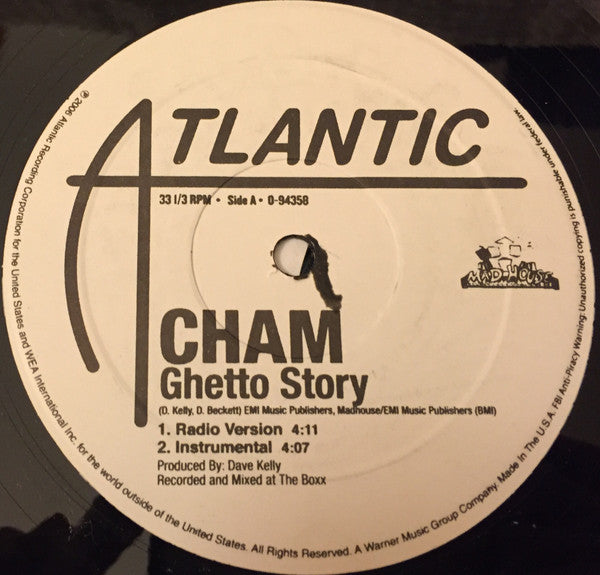 ATLANTIC
33 1/3 RPM • Side A • 0-94358
MAD HOUSE
CHAM
Ghetto Story
(D. Kelly, D. Beckett) EMI Music Publishers, Madhouse/EMI Music Publishers (BMI)
1. Radio Version 4:11
2. Instrumental 4:07
Produced By: Dave Kelly
Recorded and Mixed at The Boxx
℗ 2006 Atlantic Recording Corporation for the United States and WEA International Inc. for the world outside of the United States. All Rights Reserved. A Warner Music Group Company. Made In The U.S.A. FBI Anti-Piracy Warning: Unauthorized copying is punishable under federal law.